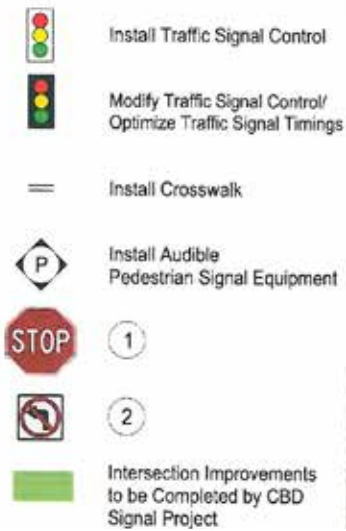 Install Traffic Signal Control
Modify Traffic Signal Control/
Optimize Traffic Signal Timings
Install Crosswalk
P
Install Audible
Pedestrian Signal Equipment
STOP
1
2
Intersection Improvements
to be Completed by CBD
Signal Project